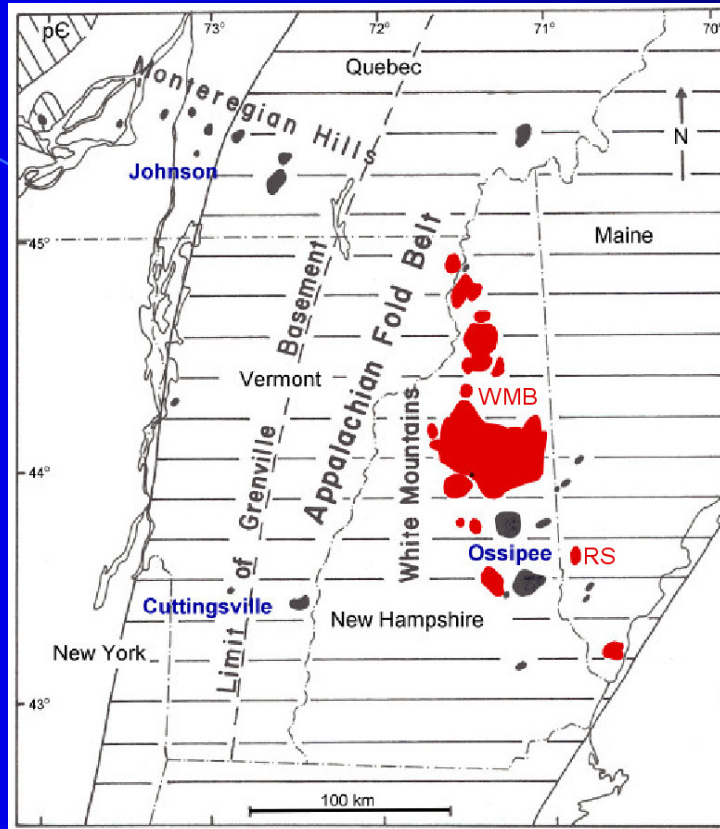 73°
72°
71°
70°
p€
Quebec
Monteregian Hills
N
Johnson
45°
Maine
Limit of Grenville Basement
Appalachian Fold Belt
Vermont
WMB
White Mountains
44°
Ossipee
RS
Cuttingsville
New Hampshire
New York
43°
100 km